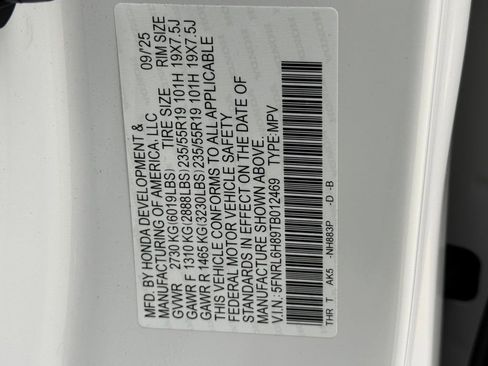 MFD. BY HONDA DEVELOPMENT & 09/'25
MANUFACTURING OF AMERICA, LLC
TIRE SIZE RIM SIZE
GVWR 2730 KG(6019LBS)
GAWR F 1310 KG(2888LBS)235/55R19 101H 19X7.5J
GAWR R 1465 KG(3230LBS)235/55R19 101H 19X7.5J
THIS VEHICLE CONFORMS TO ALL APPLICABLE
FEDERAL MOTOR VEHICLE SAFETY
STANDARDS IN EFFECT ON THE DATE OF
MANUFACTURE SHOWN ABOVE.
V.I.N.: 5FNRL6H89TB012469 TYPE:MPV
THR T AK5 -NH883P -D -B